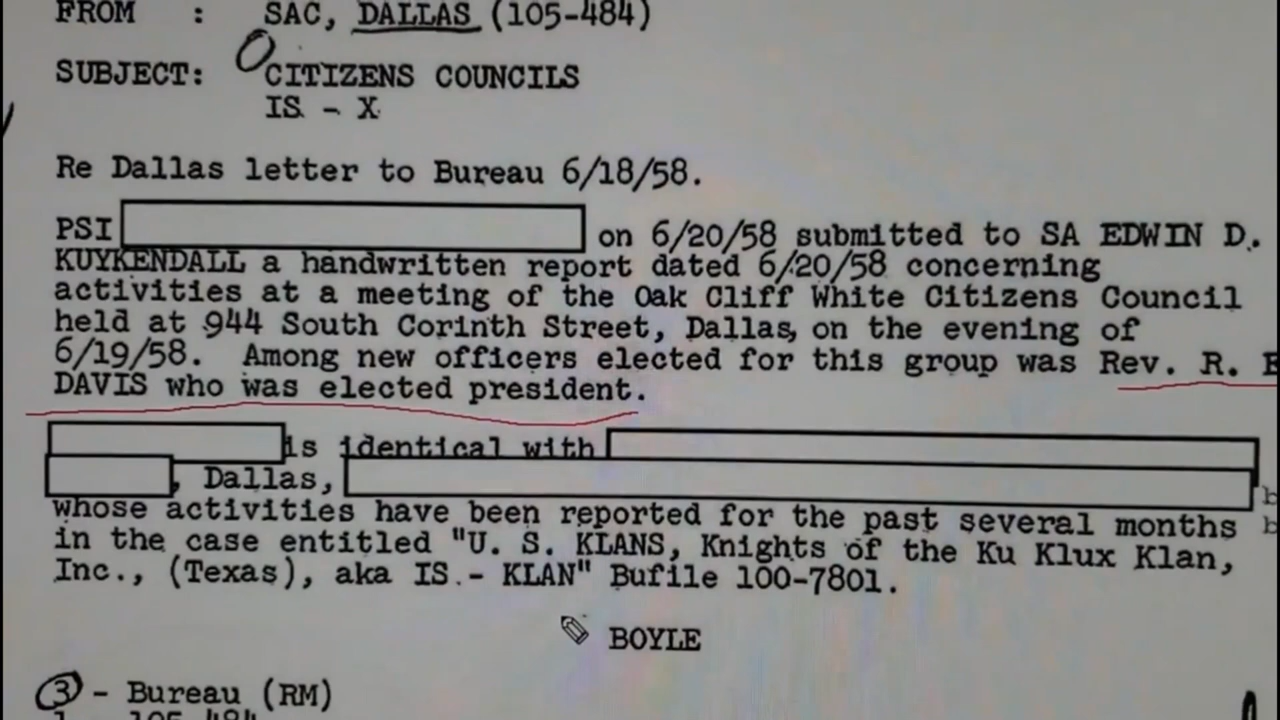 FROM : SAC, DALLAS (105-484)
SUBJECT: CITIZENS COUNCILS
IS - X
Re Dallas letter to Bureau 6/18/58.
PSI on 6/20/58 submitted to SA EDWIN D.
KUYKENDALL a handwritten report dated 6/20/58 concerning
activities at a meeting of the Oak Cliff White Citizens Council
held at 944 South Corinth Street, Dallas, on the evening of
6/19/58. Among new officers elected for this group was Rev. R. E
DAVIS who was elected president.
is identical with
, Dallas,
whose activities have been reported for the past several months
in the case entitled "U. S. KLANS, Knights of the Ku Klux Klan,
Inc., (Texas), aka IS - KLAN" Bufile 100-7801.
BOYLE
3 - Bureau (RM)
1 - 105-484